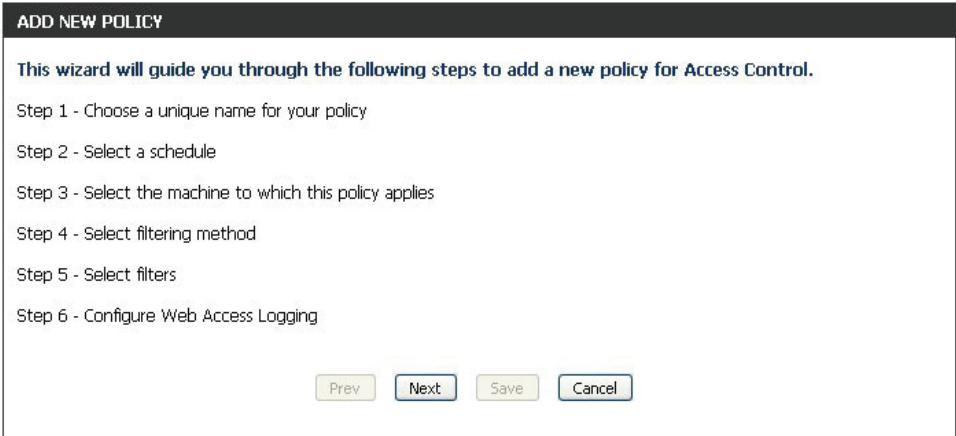 ADD NEW POLICY
This wizard will guide you through the following steps to add a new policy for Access Control.
Step 1 - Choose a unique name for your policy
Step 2 - Select a schedule
Step 3 - Select the machine to which this policy applies
Step 4 - Select filtering method
Step 5 - Select filters
Step 6 - Configure Web Access Logging
Prev Next Save Cancel